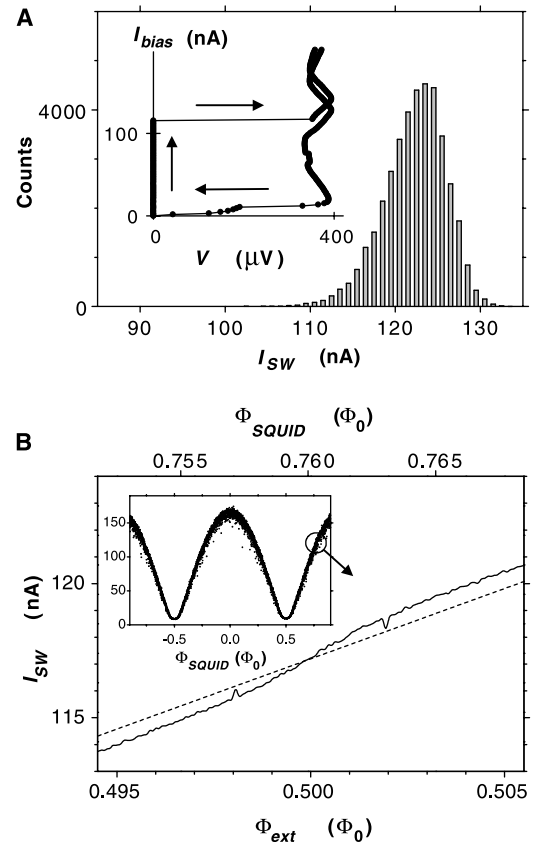 A
I_bias (nA)
100
0
0
400
V (μV)
Counts
4000
0
90
100
110
120
130
I_SW (nA)
Φ_SQUID (Φ_0)
B
0.755
0.760
0.765
150
100
50
0
-0.5
0.0
0.5
Φ_SQUID (Φ_0)
I_SW (nA)
120
115
0.495
0.500
0.505
Φ_ext (Φ_0)